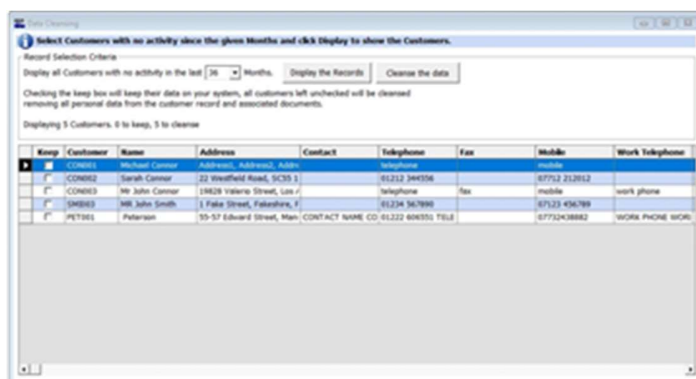 Data Cleansing
Select Customers with no activity since the given Months and click Display to show the Customers.
Record Selection Criteria
Display all Customers with no actitvity in the last 36 Months. Display the Records Cleanse the data
Checking the keep box will keep their data on your system, all customers left unchecked will be cleansed
removing all personal data from the customer record and associated documents.
Displaying 5 Customers. 0 to keep, 5 to cleanse
Keep Customer Name Address Contact Telephone Fax Mobile Work Telephone
CON001 Michael Connor Address1, Address2, Addre telephone mobile
CON002 Sarah Connor 22 Westfield Road, SC55 1 01212 344556 07712 212012
CON003 Mr John Connor 19828 Valerio Street, Los A telephone fax mobile work phone
SMI003 MR John Smith 1 Fake Street, Fakeshire, F 01234 567890 07123 456789
PET001 Peterson 55-57 Edward Street, Man CONTACT NAME CO 01222 606551 TELE 07732438882 WORK PHONE WOR